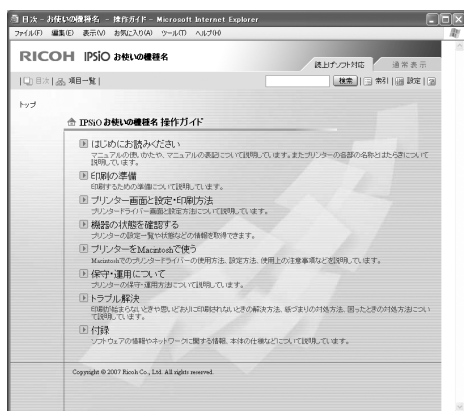 目次 - お使いの機種名 - 操作ガイド - Microsoft Internet Explorer
ファイル(F) 編集(E) 表示(V) お気に入り(A) ツール(T) ヘルプ(H)
RICOH IPSiO お使いの機種名
読上げソフト対応 通常表示
目次 項目一覧 検索 索引 設定
トップ
IPSiO お使いの機種名 操作ガイド
はじめにお読みください
マニュアルの使いかたや、マニュアルの表記について説明しています。またプリンターの各部の名称とはたらきについて
説明しています。
印刷の準備
印刷するための準備について説明しています。
プリンター画面と設定・印刷方法
プリンタードライバー画面と設定方法について説明しています。
機器の状態を確認する
プリンターの設定一覧や状態などの情報を取得できます。
プリンターをMacintoshで使う
Macintoshでのプリンタードライバーの使用方法、設定方法、使用上の注意事項などを説明しています。
保守・運用について
プリンターの保守・運用方法について説明しています。
トラブル解決
印刷が始まらないときや思いどおりに印刷されないときの解決方法、紙づまりの対処方法、困ったときの対処方法につい
て説明しています。
付録
ソフトウェアの情報やネットワークに関する情報、本体の仕様などについて説明しています。
Copyright © 2007 Ricoh Co., Ltd. All rights reserved.